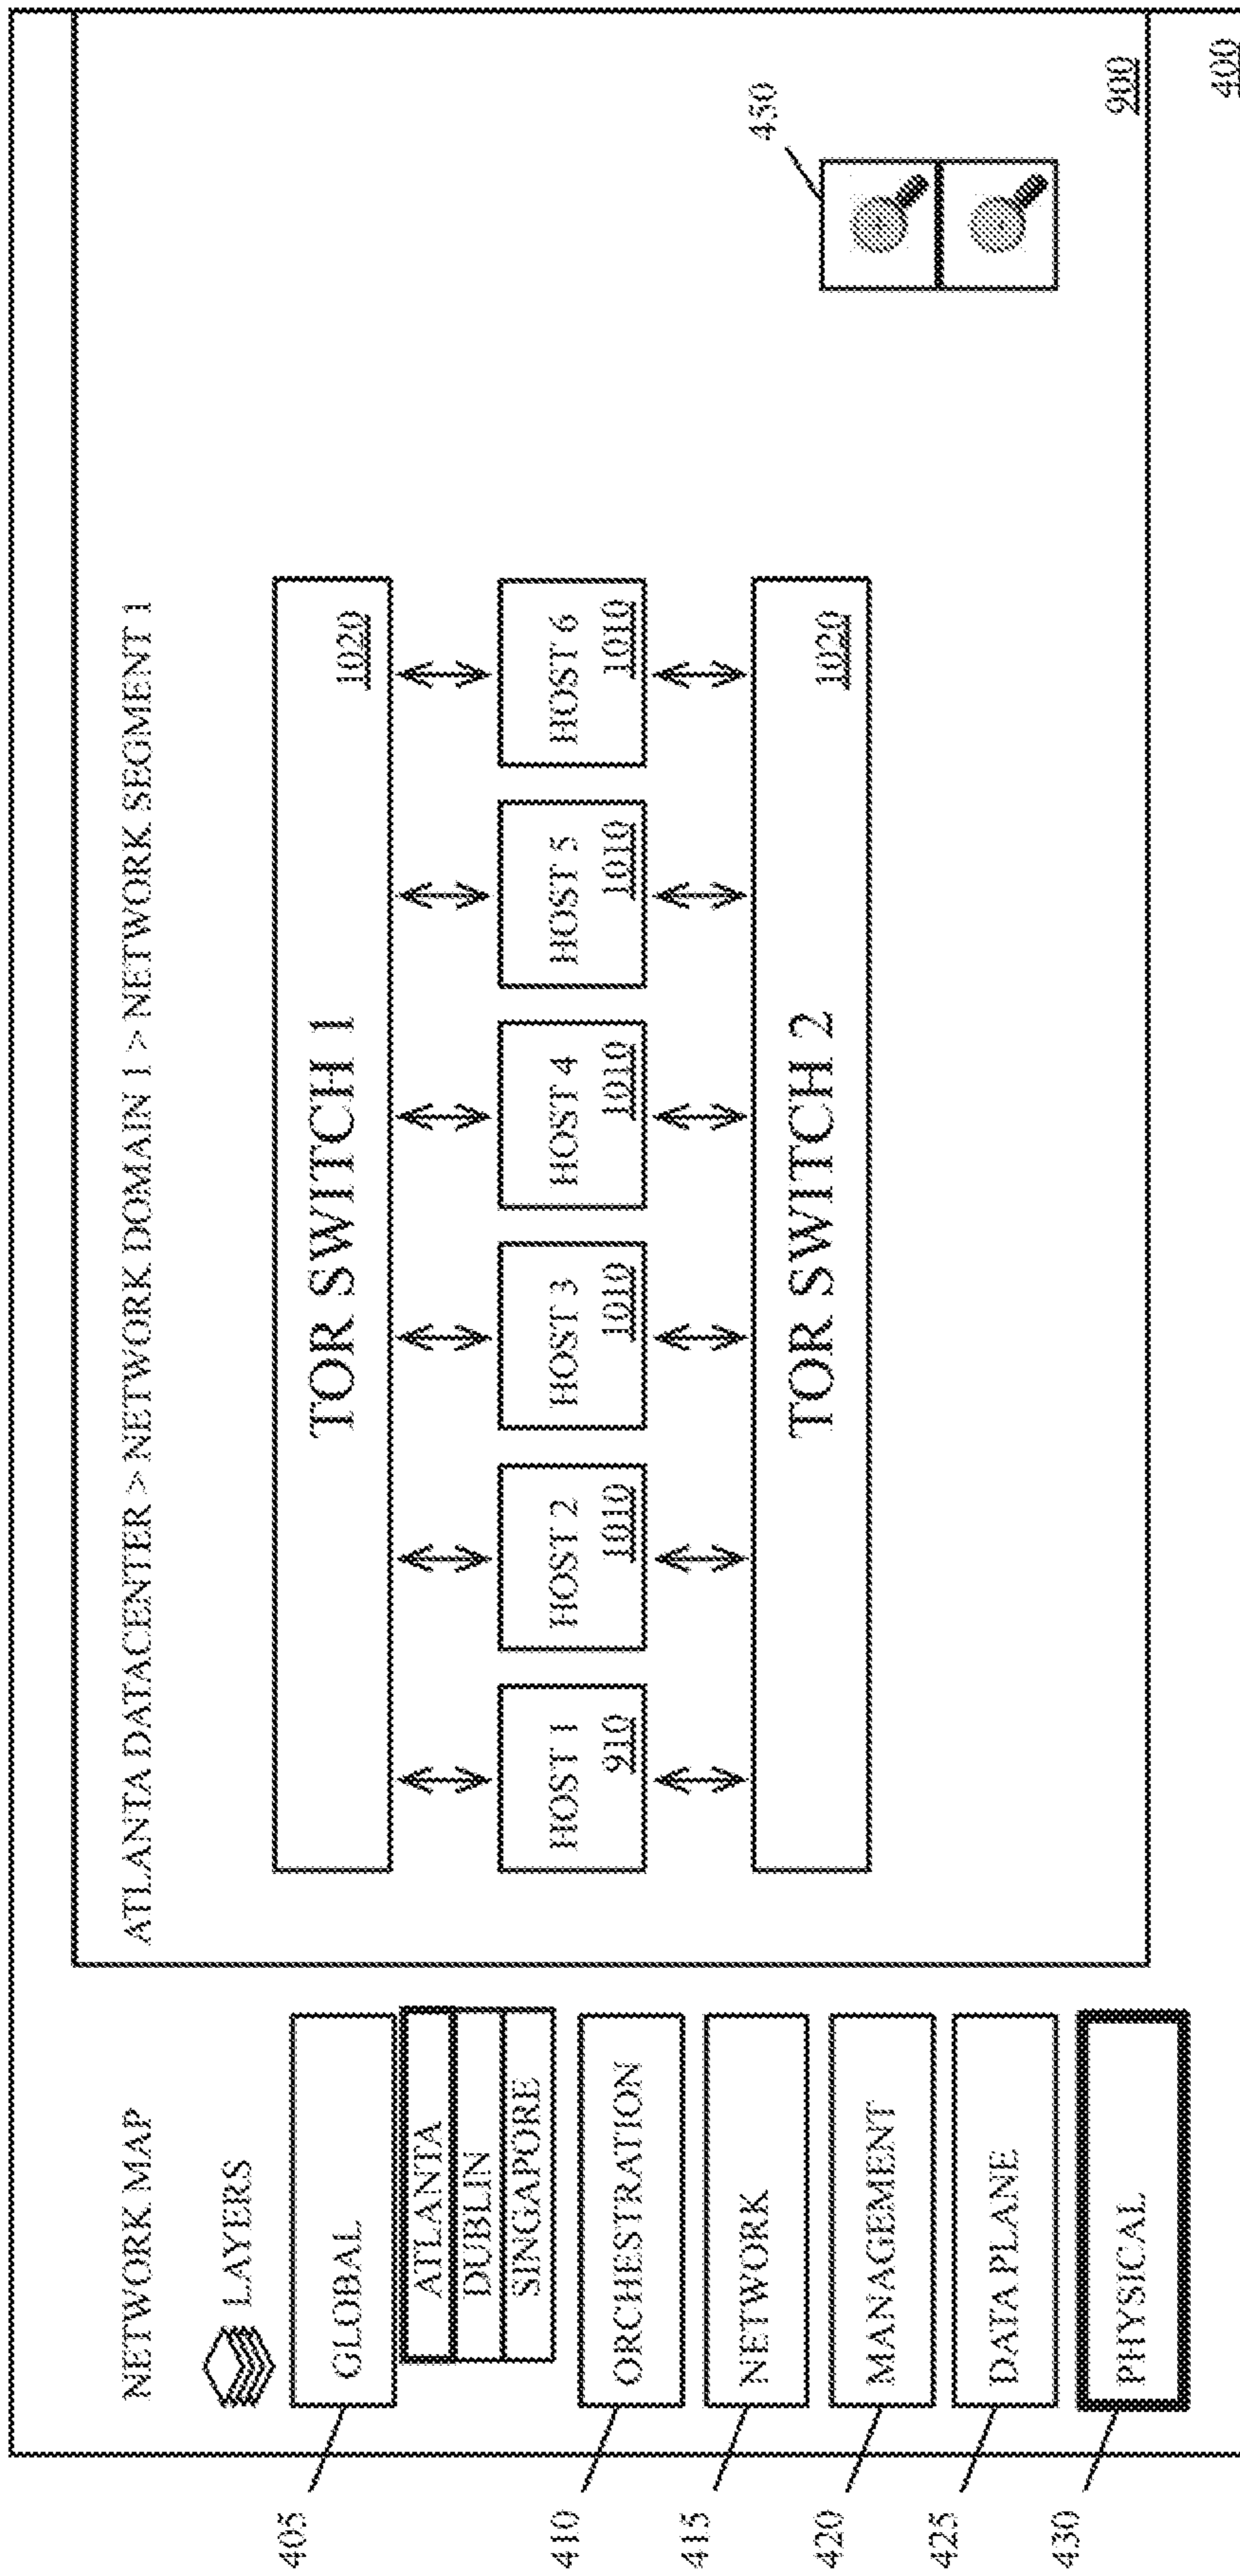 NETWORK MAP
LAYERS
405
GLOBAL
ATLANTA
DUBLIN
SINGAPORE
410
ORCHESTRATION
415
NETWORK
420
MANAGEMENT
425
DATA PLANE
430
PHYSICAL
ATLANTA DATACENTER > NETWORK DOMAIN 1 > NETWORK SEGMENT 1
TOR SWITCH 1
1020
HOST 1
910
HOST 2
1010
HOST 3
1010
HOST 4
1010
HOST 5
1010
HOST 6
1010
TOR SWITCH 2
1020
450
900
400